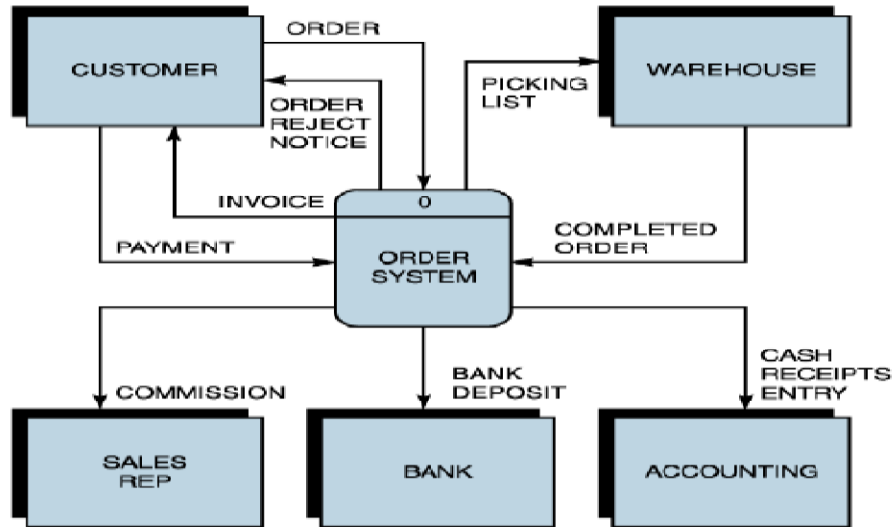 ORDER
CUSTOMER
WAREHOUSE
PICKING
LIST
ORDER
REJECT
NOTICE
INVOICE
0
COMPLETED
ORDER
PAYMENT
ORDER
SYSTEM
CASH
RECEIPTS
ENTRY
BANK
DEPOSIT
COMMISSION
SALES
REP
BANK
ACCOUNTING